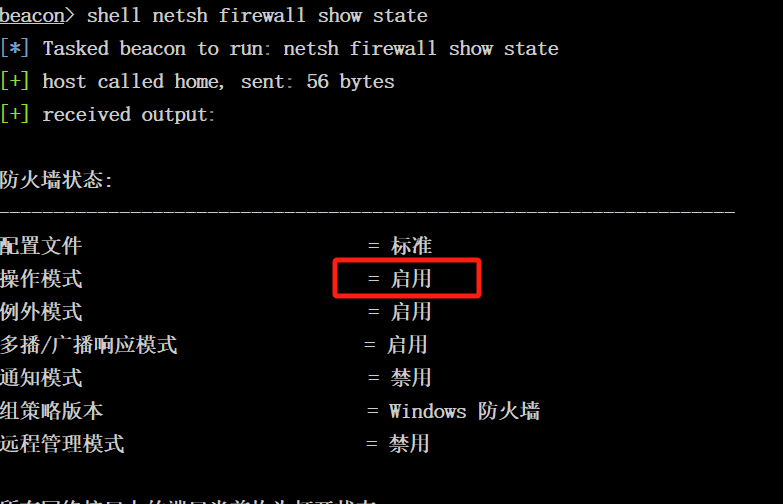 beacon> shell netsh firewall show state
[*] Tasked beacon to run: netsh firewall show state
[+] host called home, sent: 56 bytes
[+] received output:
防火墙状态:
-------------------------------------------------------------------
配置文件 = 标准
操作模式 = 启用
例外模式 = 启用
多播/广播响应模式 = 启用
通知模式 = 禁用
组策略版本 = Windows 防火墙
远程管理模式 = 禁用